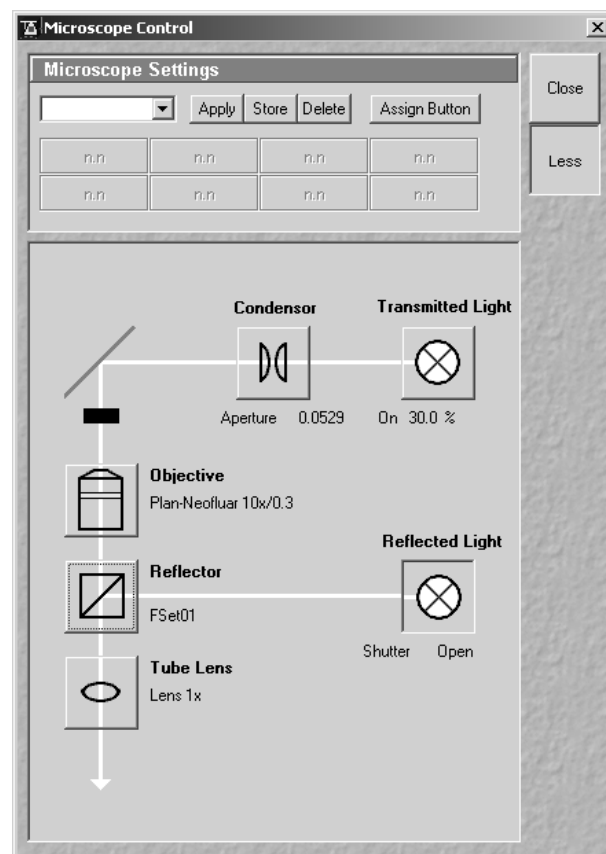 Microscope Control
Microscope Settings
Close
Apply Store Delete Assign Button
n.n n.n n.n n.n
Less
n.n n.n n.n n.n
Condensor Transmitted Light
Aperture 0.0529 On 30.0 %
Objective
Plan-Neofluar 10x/0.3
Reflected Light
Reflector
FSet01
Shutter Open
Tube Lens
Lens 1x